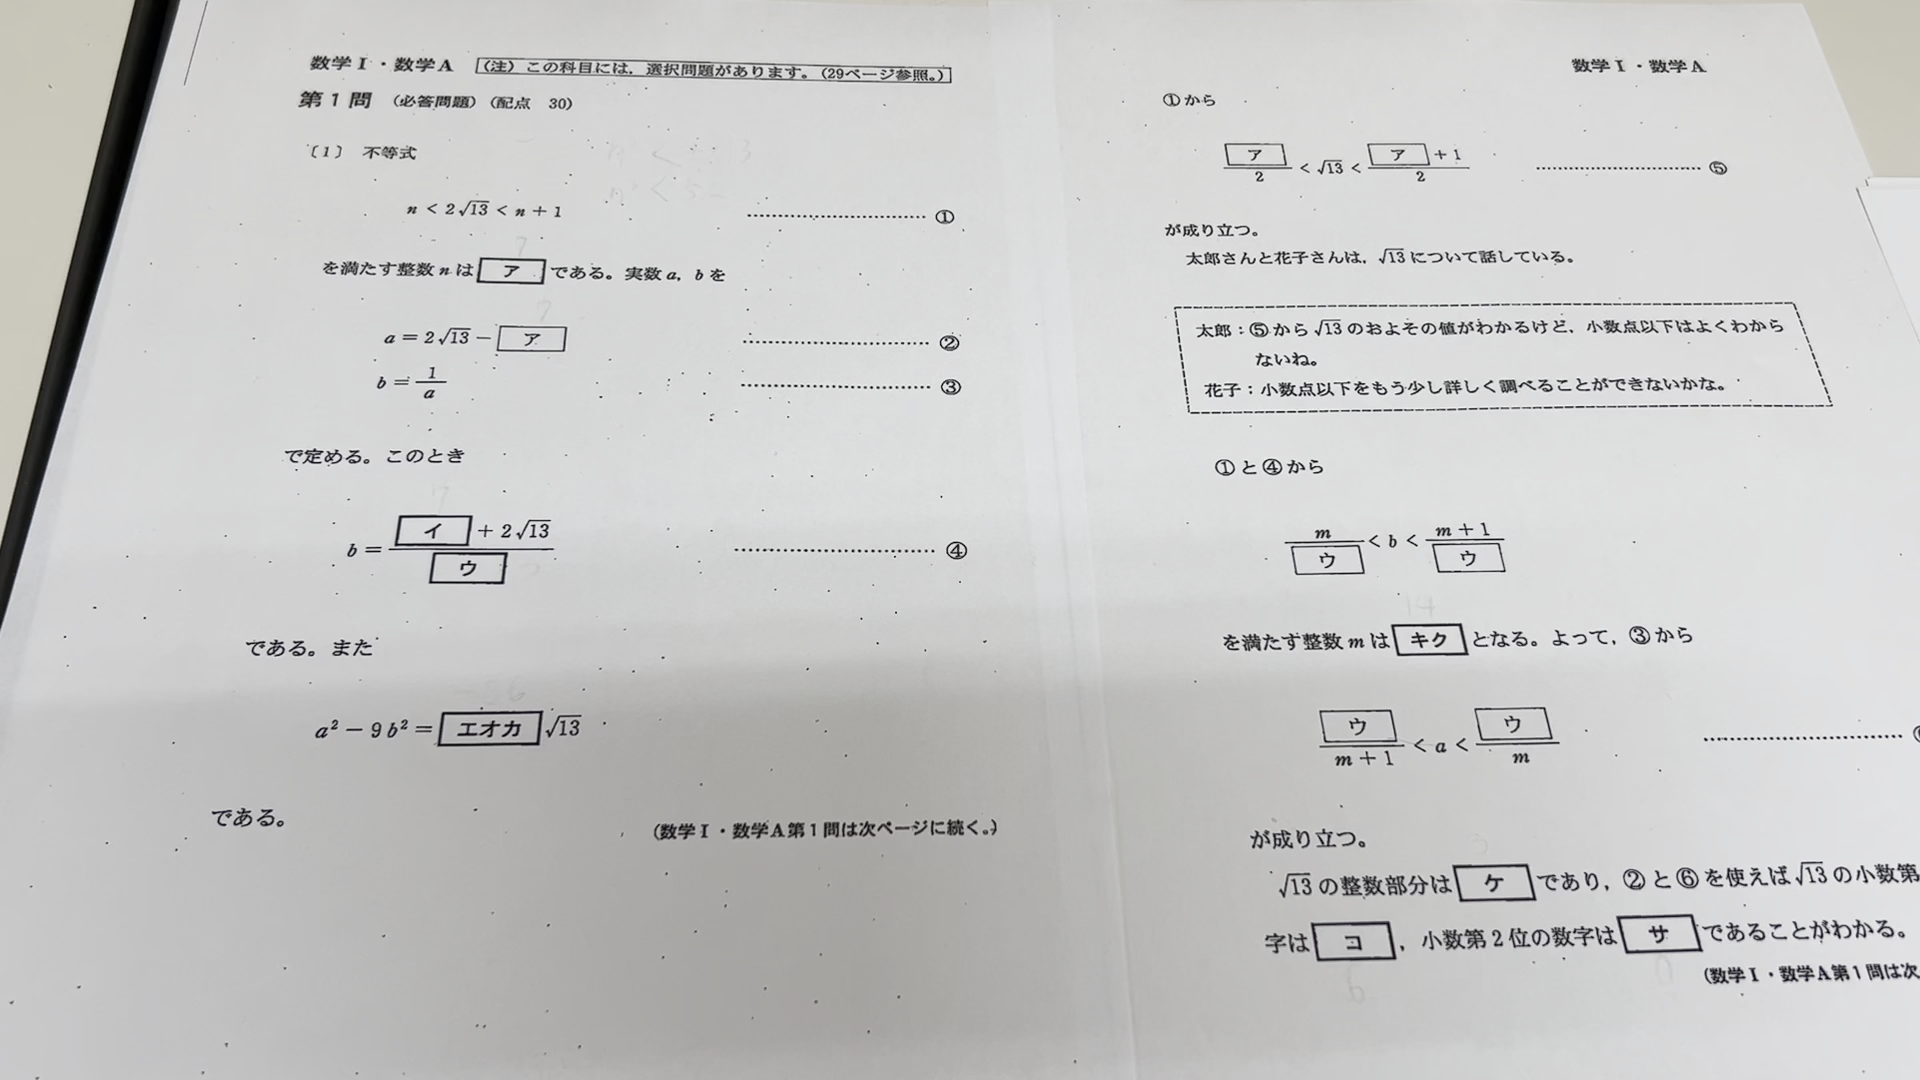 数学Ⅰ・数学A (注) この科目には，選択問題があります。(29ページ参照。)
第1問 (必答問題) (配点 30)
〔1〕 不等式
n < 2√13 < n + 1 ……………………… ①
を満たす整数 n は ア である。実数 a, b を
a = 2√13 − ア ……………………… ②
b = 1/a ……………………… ③
で定める。このとき
b = (イ + 2√13)/ウ ……………………… ④
である。また
a² − 9b² = エオカ √13
である。
(数学Ⅰ・数学A第1問は次ページに続く。)
数学Ⅰ・数学A
①から
ア/2 < √13 < (ア + 1)/2 ……………………… ⑤
が成り立つ。
太郎さんと花子さんは，√13 について話している。
太郎：⑤から√13 のおよその値がわかるけど，小数点以下はよくわから
ないね。
花子：小数点以下をもう少し詳しく調べることができないかな。
①と④から
m/ウ < b < (m + 1)/ウ
14
を満たす整数 m は キク となる。よって，③から
ウ/(m + 1) < a < ウ/m ………………………
が成り立つ。
√13 の整数部分は ケ であり，②と⑥を使えば√13 の小数第
字は コ ，小数第2位の数字は サ であることがわかる。
6
(数学Ⅰ・数学A第1問は次